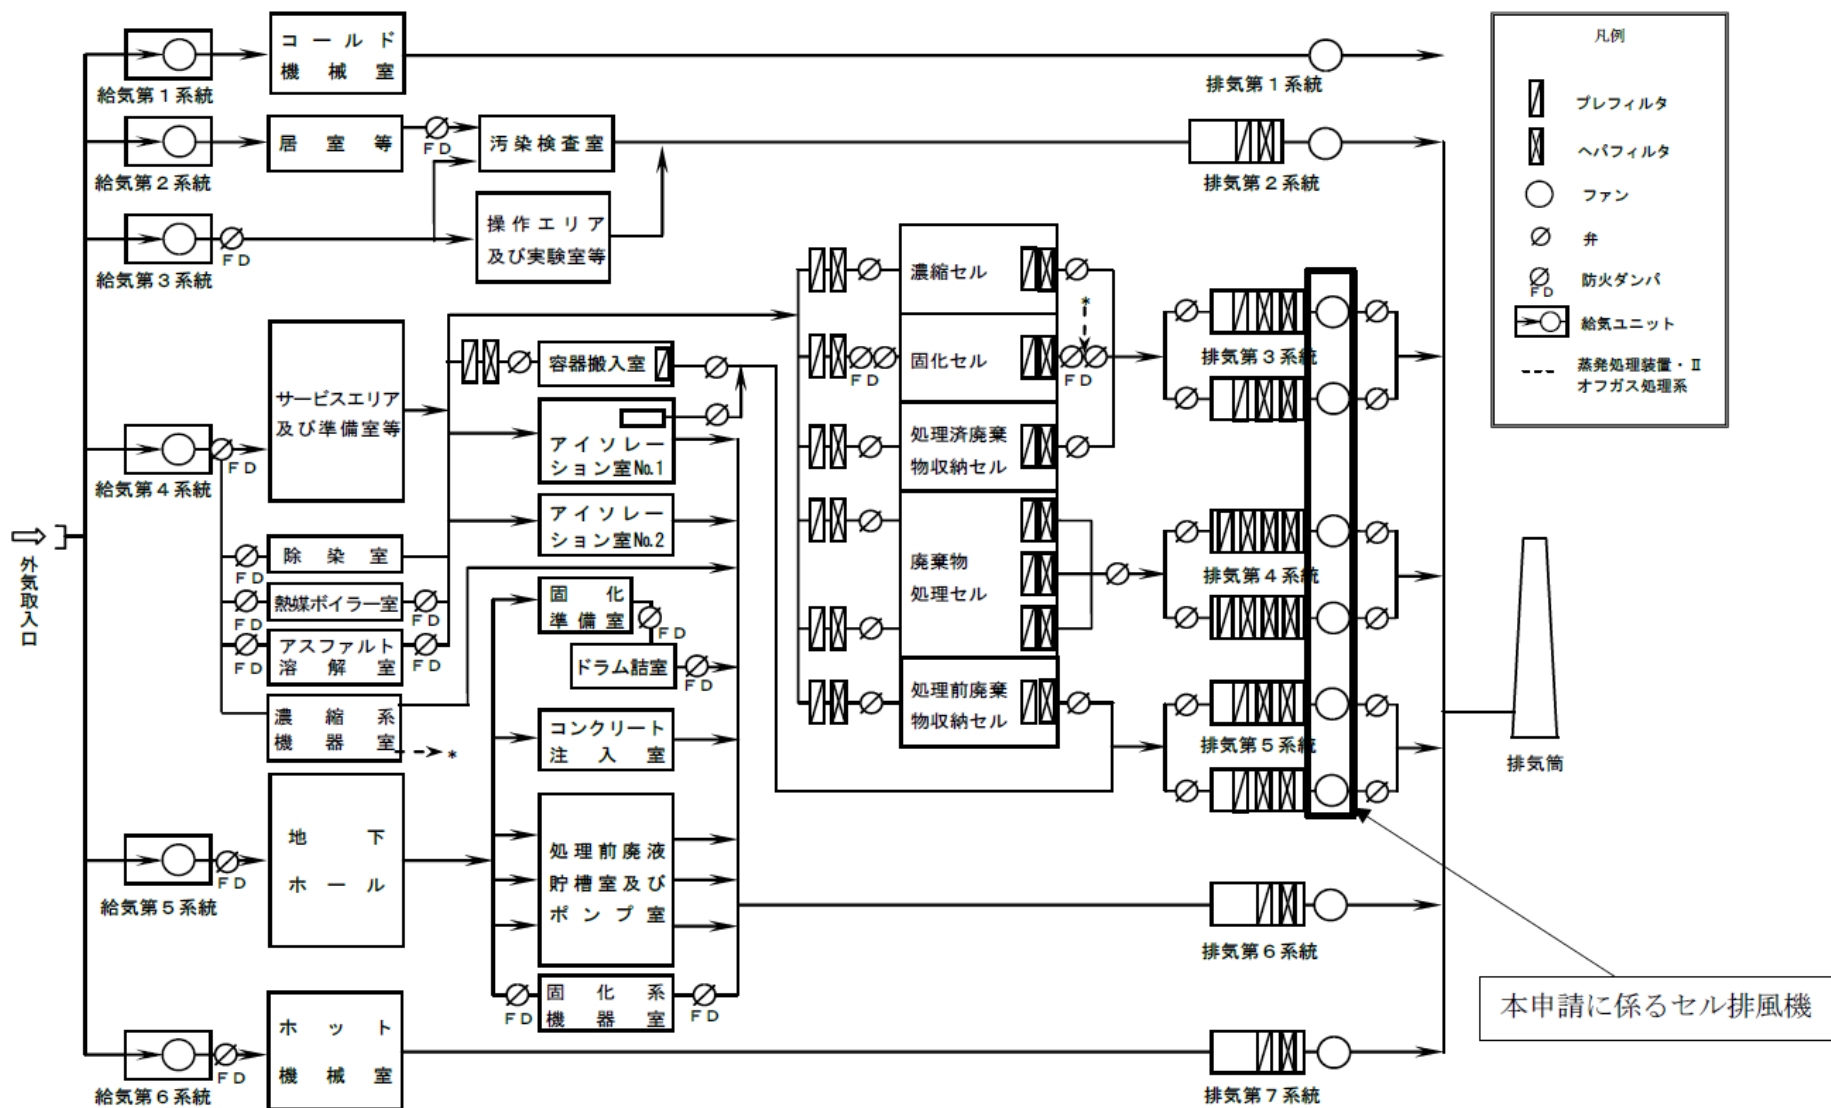 コールド
機械室
給気第１系統
排気第１系統
居室等
ＦＤ
汚染検査室
給気第２系統
排気第２系統
操作エリア
及び実験室等
ＦＤ
給気第３系統
サービスエリア
及び準備室等
ＦＤ
給気第４系統
容器搬入室
アイソレー
ション室No.1
アイソレー
ション室No.2
除染室
ＦＤ
熱媒ボイラー室
ＦＤ
ＦＤ
アスファルト
溶解室
ＦＤ
ＦＤ
濃縮系
機器室
*
固化
準備室
ＦＤ
ドラム詰室
ＦＤ
コンクリート
注入室
処理前廃液
貯槽室及び
ポンプ室
固化系
機器室
ＦＤ
ＦＤ
外気取入口
地下
ホール
ＦＤ
給気第５系統
ホット
機械室
ＦＤ
給気第６系統
濃縮セル
*
固化セル
ＦＤ
ＦＤ
処理済廃棄
物収納セル
廃棄物
処理セル
処理前廃棄
物収納セル
排気第３系統
排気第４系統
排気第５系統
排気第６系統
排気第７系統
排気筒
本申請に係るセル排風機
凡例
プレフィルタ
ヘパフィルタ
ファン
弁
ＦＤ
防火ダンパ
給気ユニット
蒸発処理装置・Ⅱ
オフガス処理系